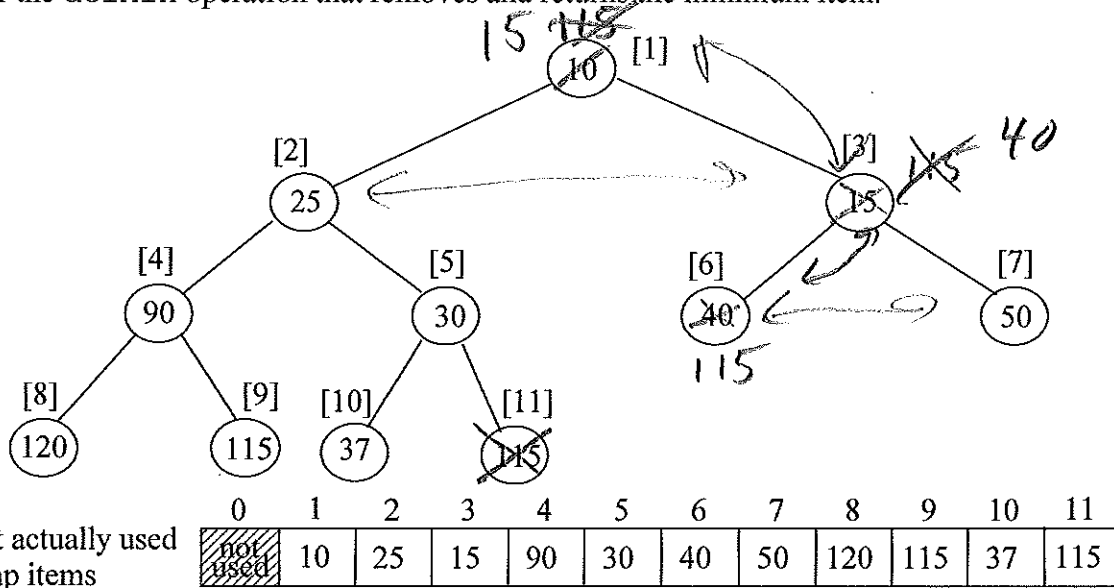 delMin operation that removes and returns the minimum item.
15 115
10 [1]
[2] [3] 115 40
25 15
[4] [5] [6] [7]
90 30 40 50
115
[8] [9] [10] [11]
120 115 37 115
0 1 2 3 4 5 6 7 8 9 10 11
t actually used not used 10 25 15 90 30 40 50 120 115 37 115
ap items